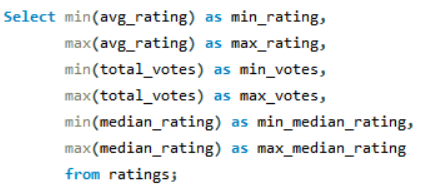 Select min(avg_rating) as min_rating,
max(avg_rating) as max_rating,
min(total_votes) as min_votes,
max(total_votes) as max_votes,
min(median_rating) as min_median_rating,
max(median_rating) as max_median_rating
from ratings;